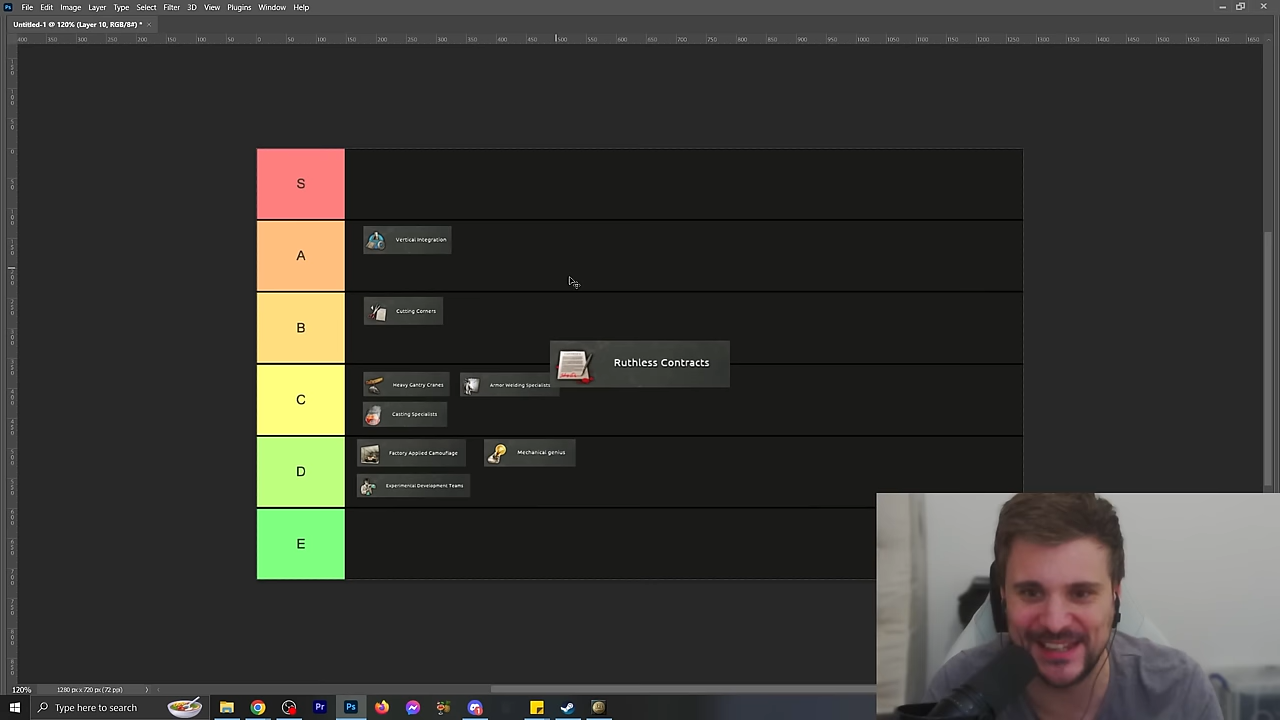 File Edit Image Layer Type Select Filter 3D View Plugins Window Help
Untitled-1 @ 120% (Layer 10, RGB/8#) *
S
A
Vertical Integration
B
Cutting Corners
Ruthless Contracts
C
Heavy Gantry Cranes
Armor Welding Specialists
Casting Specialists
D
Factory Applied Camouflage
Mechanical genius
Experimental Development Teams
E
120%
1280 px x 720 px (72 ppi)
Type here to search